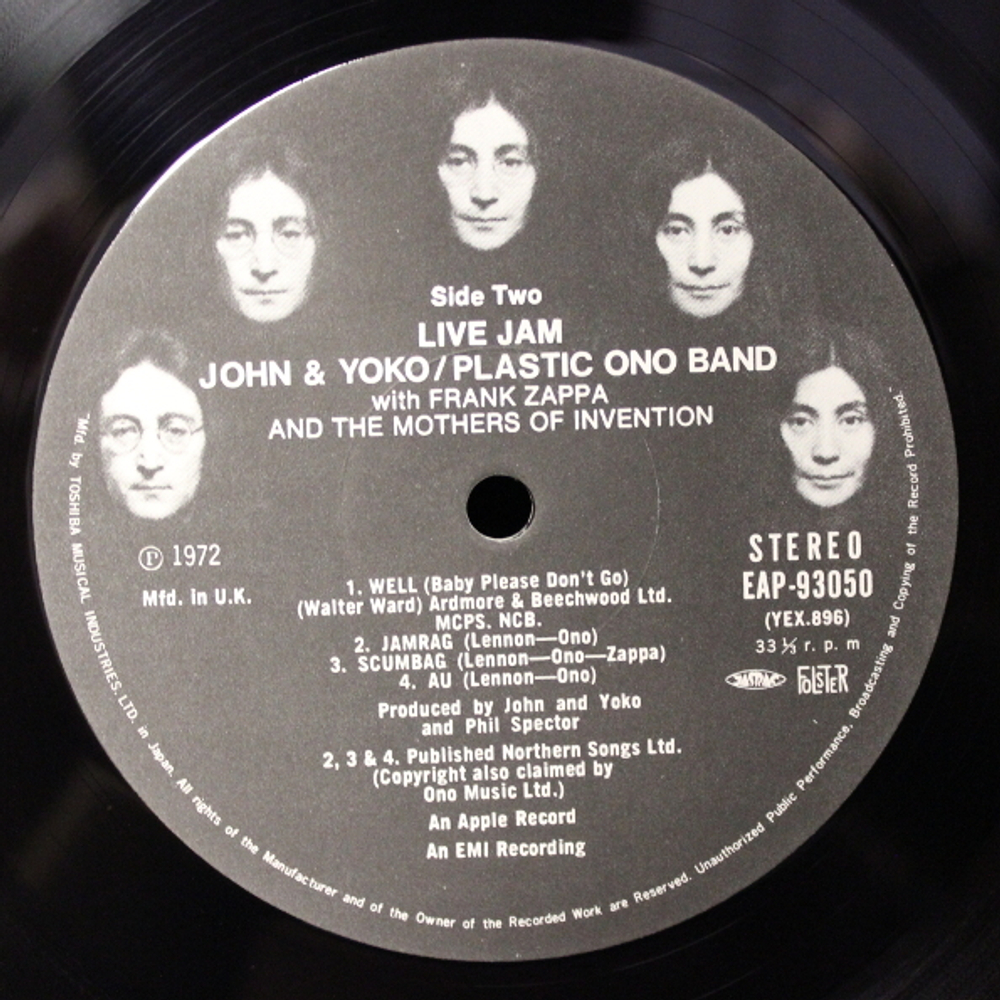 Side Two
LIVE JAM
JOHN & YOKO/PLASTIC ONO BAND
with FRANK ZAPPA
AND THE MOTHERS OF INVENTION
Ⓟ 1972
Mfd. in U.K.
STEREO
EAP-93050
(YEX.896)
33⅓ r. p. m
JASRAC FOLSTER
1. WELL (Baby Please Don't Go)
(Walter Ward) Ardmore & Beechwood Ltd.
MCPS. NCB.
2. JAMRAG (Lennon—Ono)
3. SCUMBAG (Lennon—Ono—Zappa)
4. AU (Lennon—Ono)
Produced by John and Yoko
and Phil Spector
2, 3 & 4. Published Northern Songs Ltd.
(Copyright also claimed by
Ono Music Ltd.)
An Apple Record
An EMI Recording
"Mfd. by TOSHIBA MUSICAL INDUSTRIES. LTD. in Japan. All rights of the Manufacturer and of the Owner of the Recorded Work are Reserved. Unauthorized Public Performance, Broadcasting and Copying of the Record Prohibited."